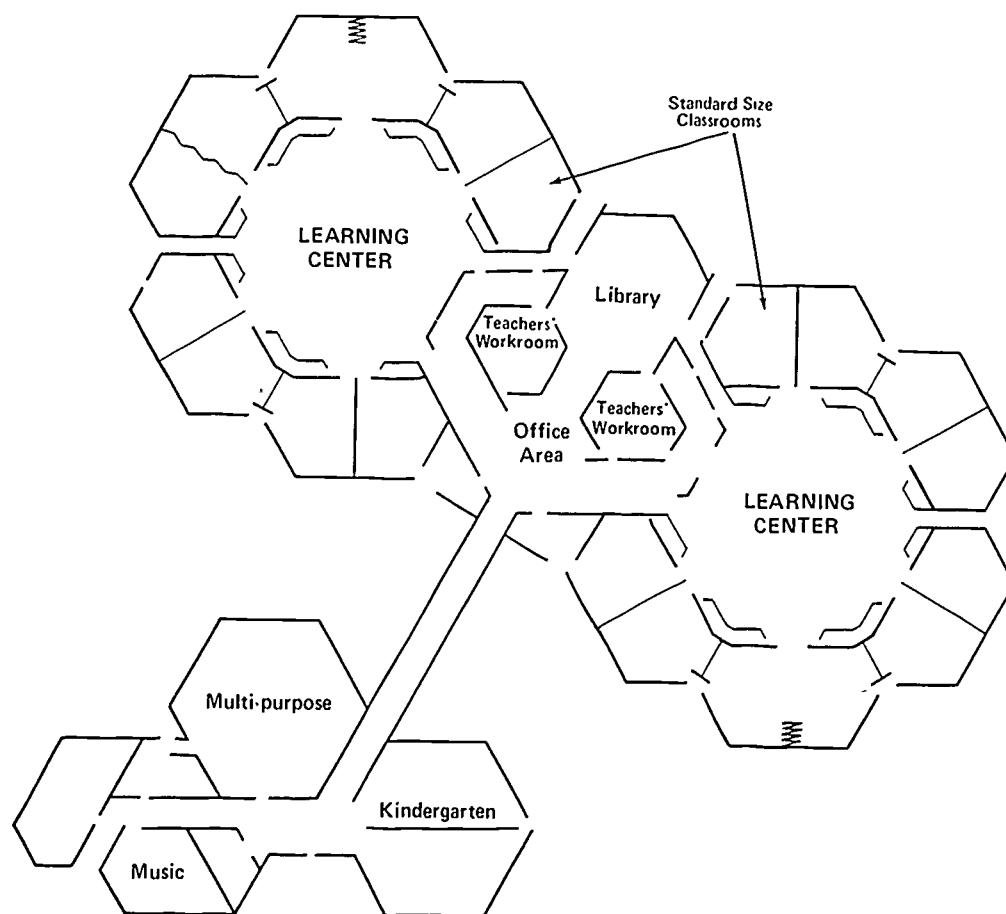 Standard Size
Classrooms
LEARNING
CENTER
Library
Teachers'
Workroom
Teachers'
Workroom
Office
Area
LEARNING
CENTER
Multi-purpose
Kindergarten
Music